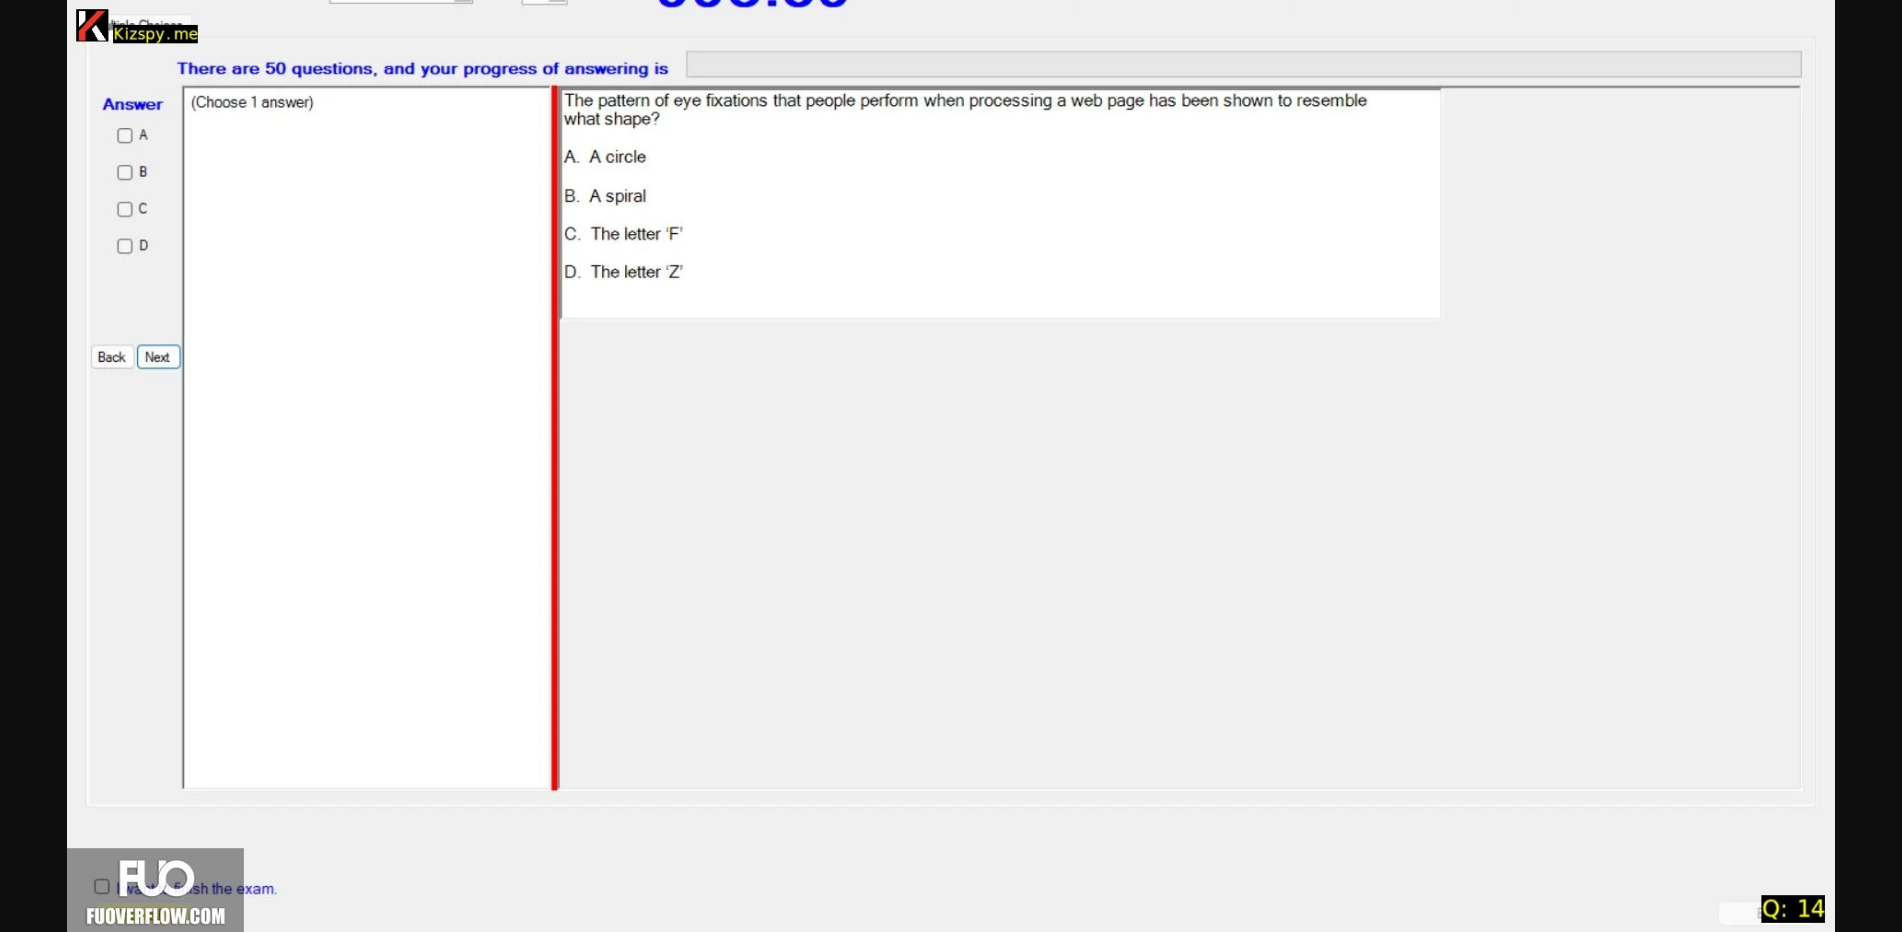 Kizspy.me
There are 50 questions, and your progress of answering is
Answer
(Choose 1 answer)
A
B
C
D
Back
Next
The pattern of eye fixations that people perform when processing a web page has been shown to resemble
what shape?
A. A circle
B. A spiral
C. The letter ‘F’
D. The letter ‘Z’
FUO
the exam.
FUOVERFLOW.COM
Q: 14